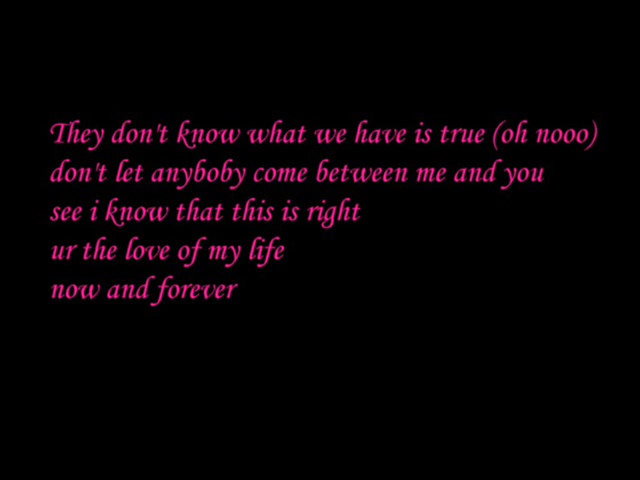 They don't know what we have is true (oh nooo)
don't let anyboby come between me and you
see i know that this is right
ur the love of my life
now and forever